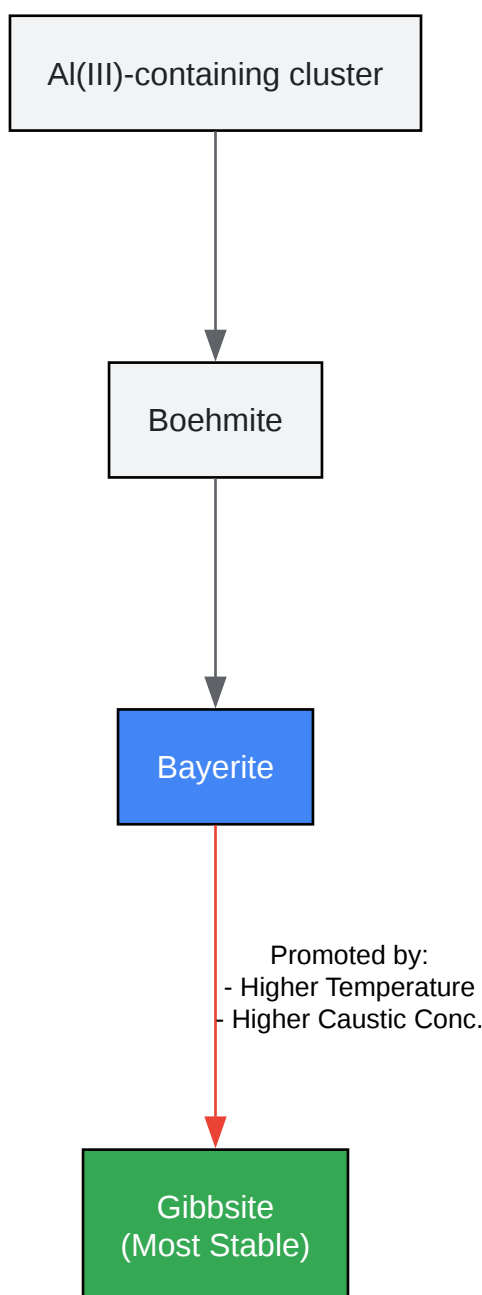 Al(III)-containing cluster
Boehmite
Bayerite
Promoted by:
- Higher Temperature
- Higher Caustic Conc.
Gibbsite
(Most Stable)